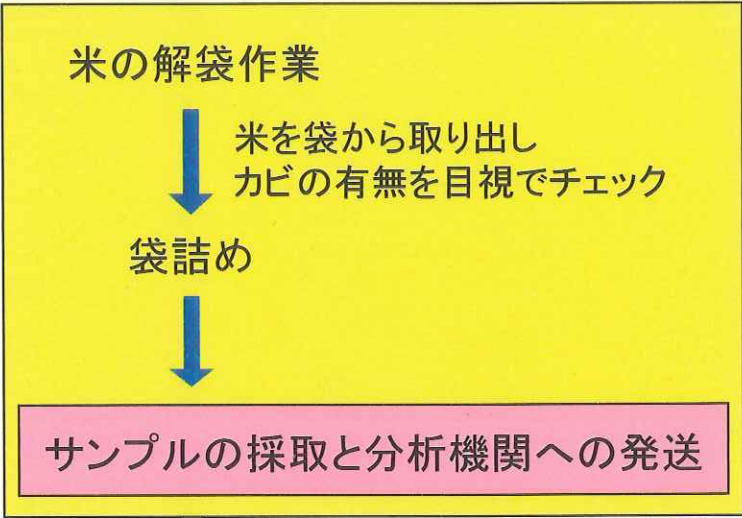 米の解袋作業
米を袋から取り出し
カビの有無を目視でチェック
袋詰め
サンプルの採取と分析機関への発送